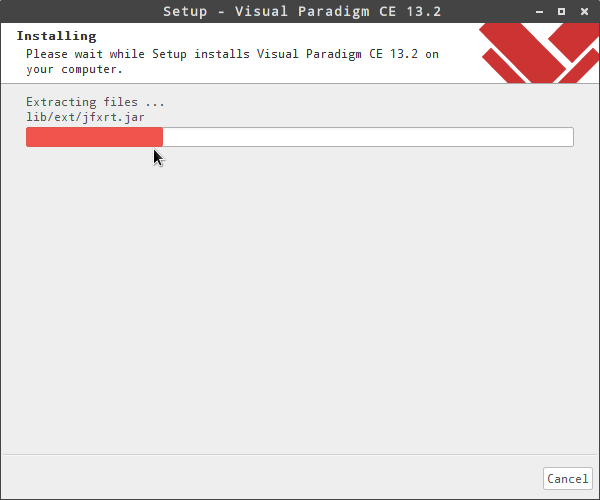 Setup - Visual Paradigm CE 13.2
Installing
Please wait while Setup installs Visual Paradigm CE 13.2 on
your computer.
Extracting files ...
lib/ext/jfxrt.jar
Cancel